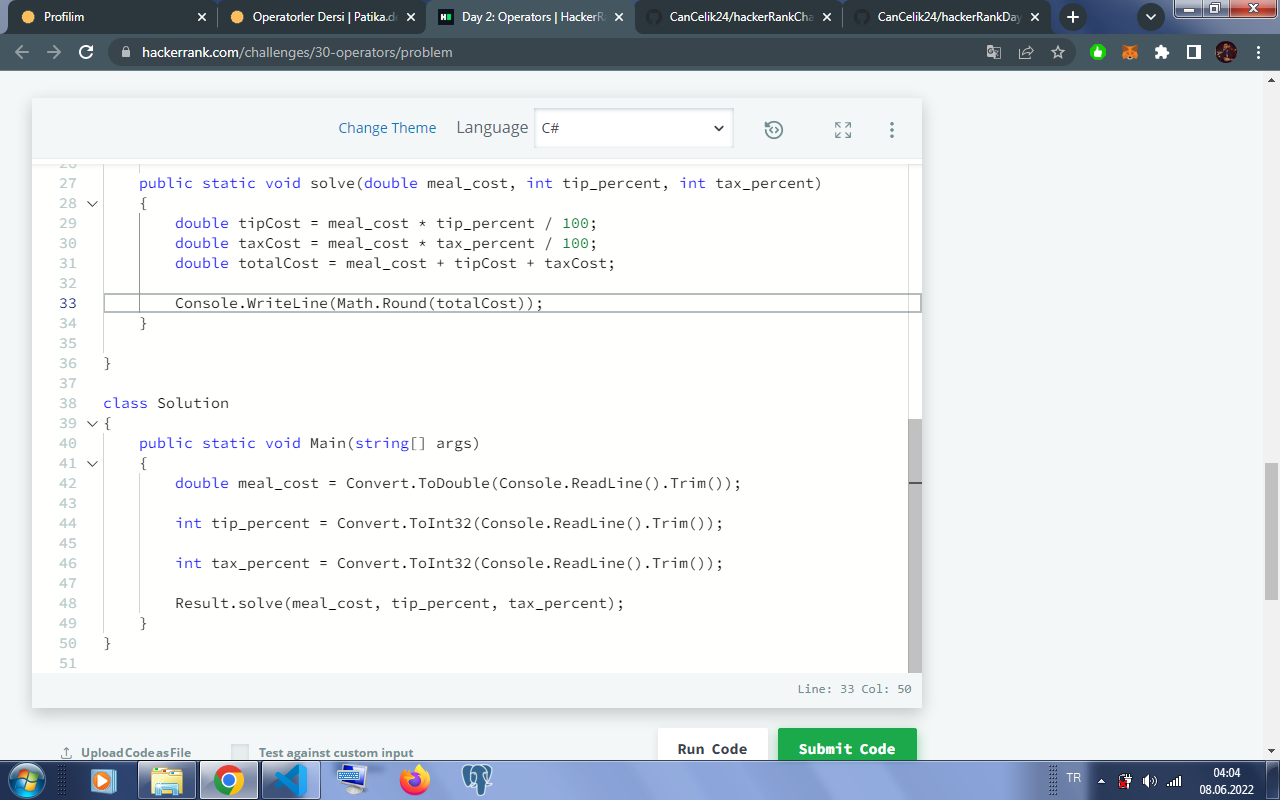 Profilim
Operatorler Dersi | Patika.de
Day 2: Operators | HackerRa
CanCelik24/hackerRankCha
CanCelik24/hackerRankDay
hackerrank.com/challenges/30-operators/problem
Change Theme Language C#
26
27 public static void solve(double meal_cost, int tip_percent, int tax_percent)
28 {
29 double tipCost = meal_cost * tip_percent / 100;
30 double taxCost = meal_cost * tax_percent / 100;
31 double totalCost = meal_cost + tipCost + taxCost;
32
33 Console.WriteLine(Math.Round(totalCost));
34 }
35
36 }
37
38 class Solution
39 {
40 public static void Main(string[] args)
41 {
42 double meal_cost = Convert.ToDouble(Console.ReadLine().Trim());
43
44 int tip_percent = Convert.ToInt32(Console.ReadLine().Trim());
45
46 int tax_percent = Convert.ToInt32(Console.ReadLine().Trim());
47
48 Result.solve(meal_cost, tip_percent, tax_percent);
49 }
50 }
51
Line: 33 Col: 50
Upload Code as File Test against custom input Run Code Submit Code
TR 04:04
08.06.2022